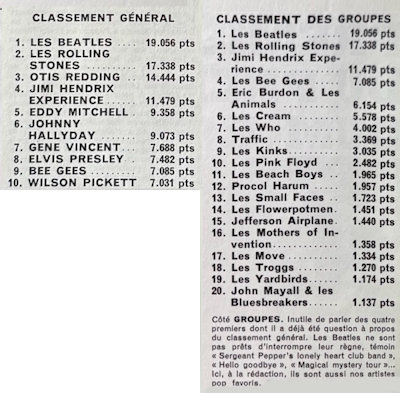 CLASSEMENT GÉNÉRAL
1. LES BEATLES .... 19.056 pts
2. LES ROLLING
STONES ....... 17.338 pts
3. OTIS REDDING .. 14.444 pts
4. JIMI HENDRIX
EXPERIENCE ..... 11.479 pts
5. EDDY MITCHELL . 9.358 pts
6. JOHNNY
HALLYDAY 9.073 pts
7. GENE VINCENT... 7.688 pts
8. ELVIS PRESLEY . 7.482 pts
9. BEE GEES ...... 7.085 pts
10. WILSON PICKETT 7.031 pts
CLASSEMENT DES GROUPES
1. Les Beatles ....... 19.056 pts
2. Les Rolling Stones 17.338 pts
3. Jimi Hendrix Expe-
rience ............ 11.479 pts
4. Les Bee Gees ..... 7.085 pts
5. Eric Burdon & Les
Animals .......... 6.154 pts
6. Les Cream ........ 5.578 pts
7. Les Who .......... 4.002 pts
8. Traffic ........... 3.369 pts
9. Les Kinks......... 3.035 pts
10. Les Pink Floyd ... 2.482 pts
11. Les Beach Boys .. 1.965 pts
12. Procol Harum .... 1.957 pts
13. Les Small Faces .. 1.723 pts
14. Les Flowerpotmen. 1.451 pts
15. Jefferson Airplane. 1.440 pts
16. Les Mothers of In-
vention........... 1.358 pts
17. Les Move ......... 1.334 pts
18. Les Troggs ....... 1.270 pts
19. Les Yardbirds..... 1.174 pts
20. John Mayall & les
Bluesbreakers...... 1.137 pts
Côté GROUPES. Inutile de parler des quatre
premiers dont il a déjà été question à propos
du classement général. Les Beatles ne sont
pas prêts d'interrompre leur règne, témoin
« Sergeant Pepper's lonely heart club band »,
« Hello goodbye », « Magical mystery tour »...
Ici, à la rédaction, ils sont aussi nos artistes
pop favoris.